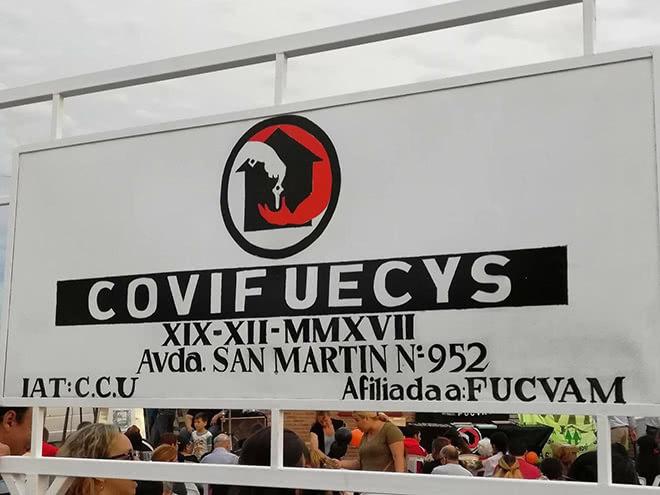 COVIFUECYS
XIX-XII-MMXVII
Avda. SAN MARTIN Nº 952
IAT: C.C.U
Afiliada a: FUCVAM